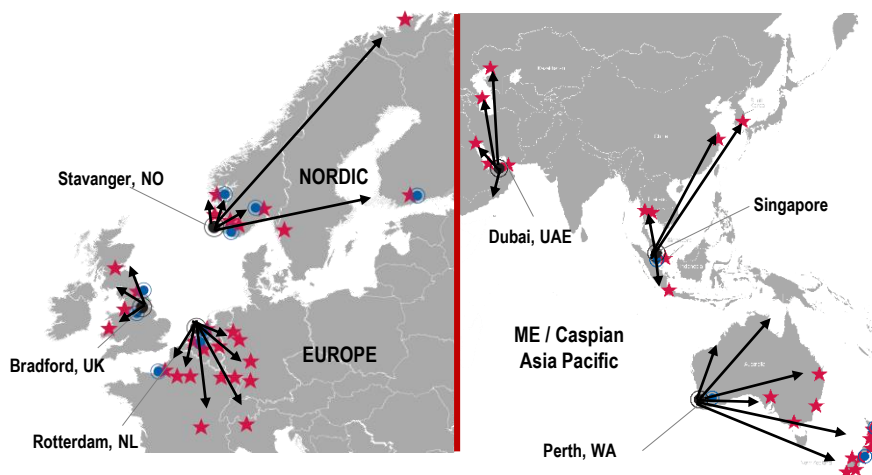 Stavanger, NO
NORDIC
Bradford, UK
EUROPE
Rotterdam, NL
Dubai, UAE
Singapore
ME / Caspian
Asia Pacific
Perth, WA